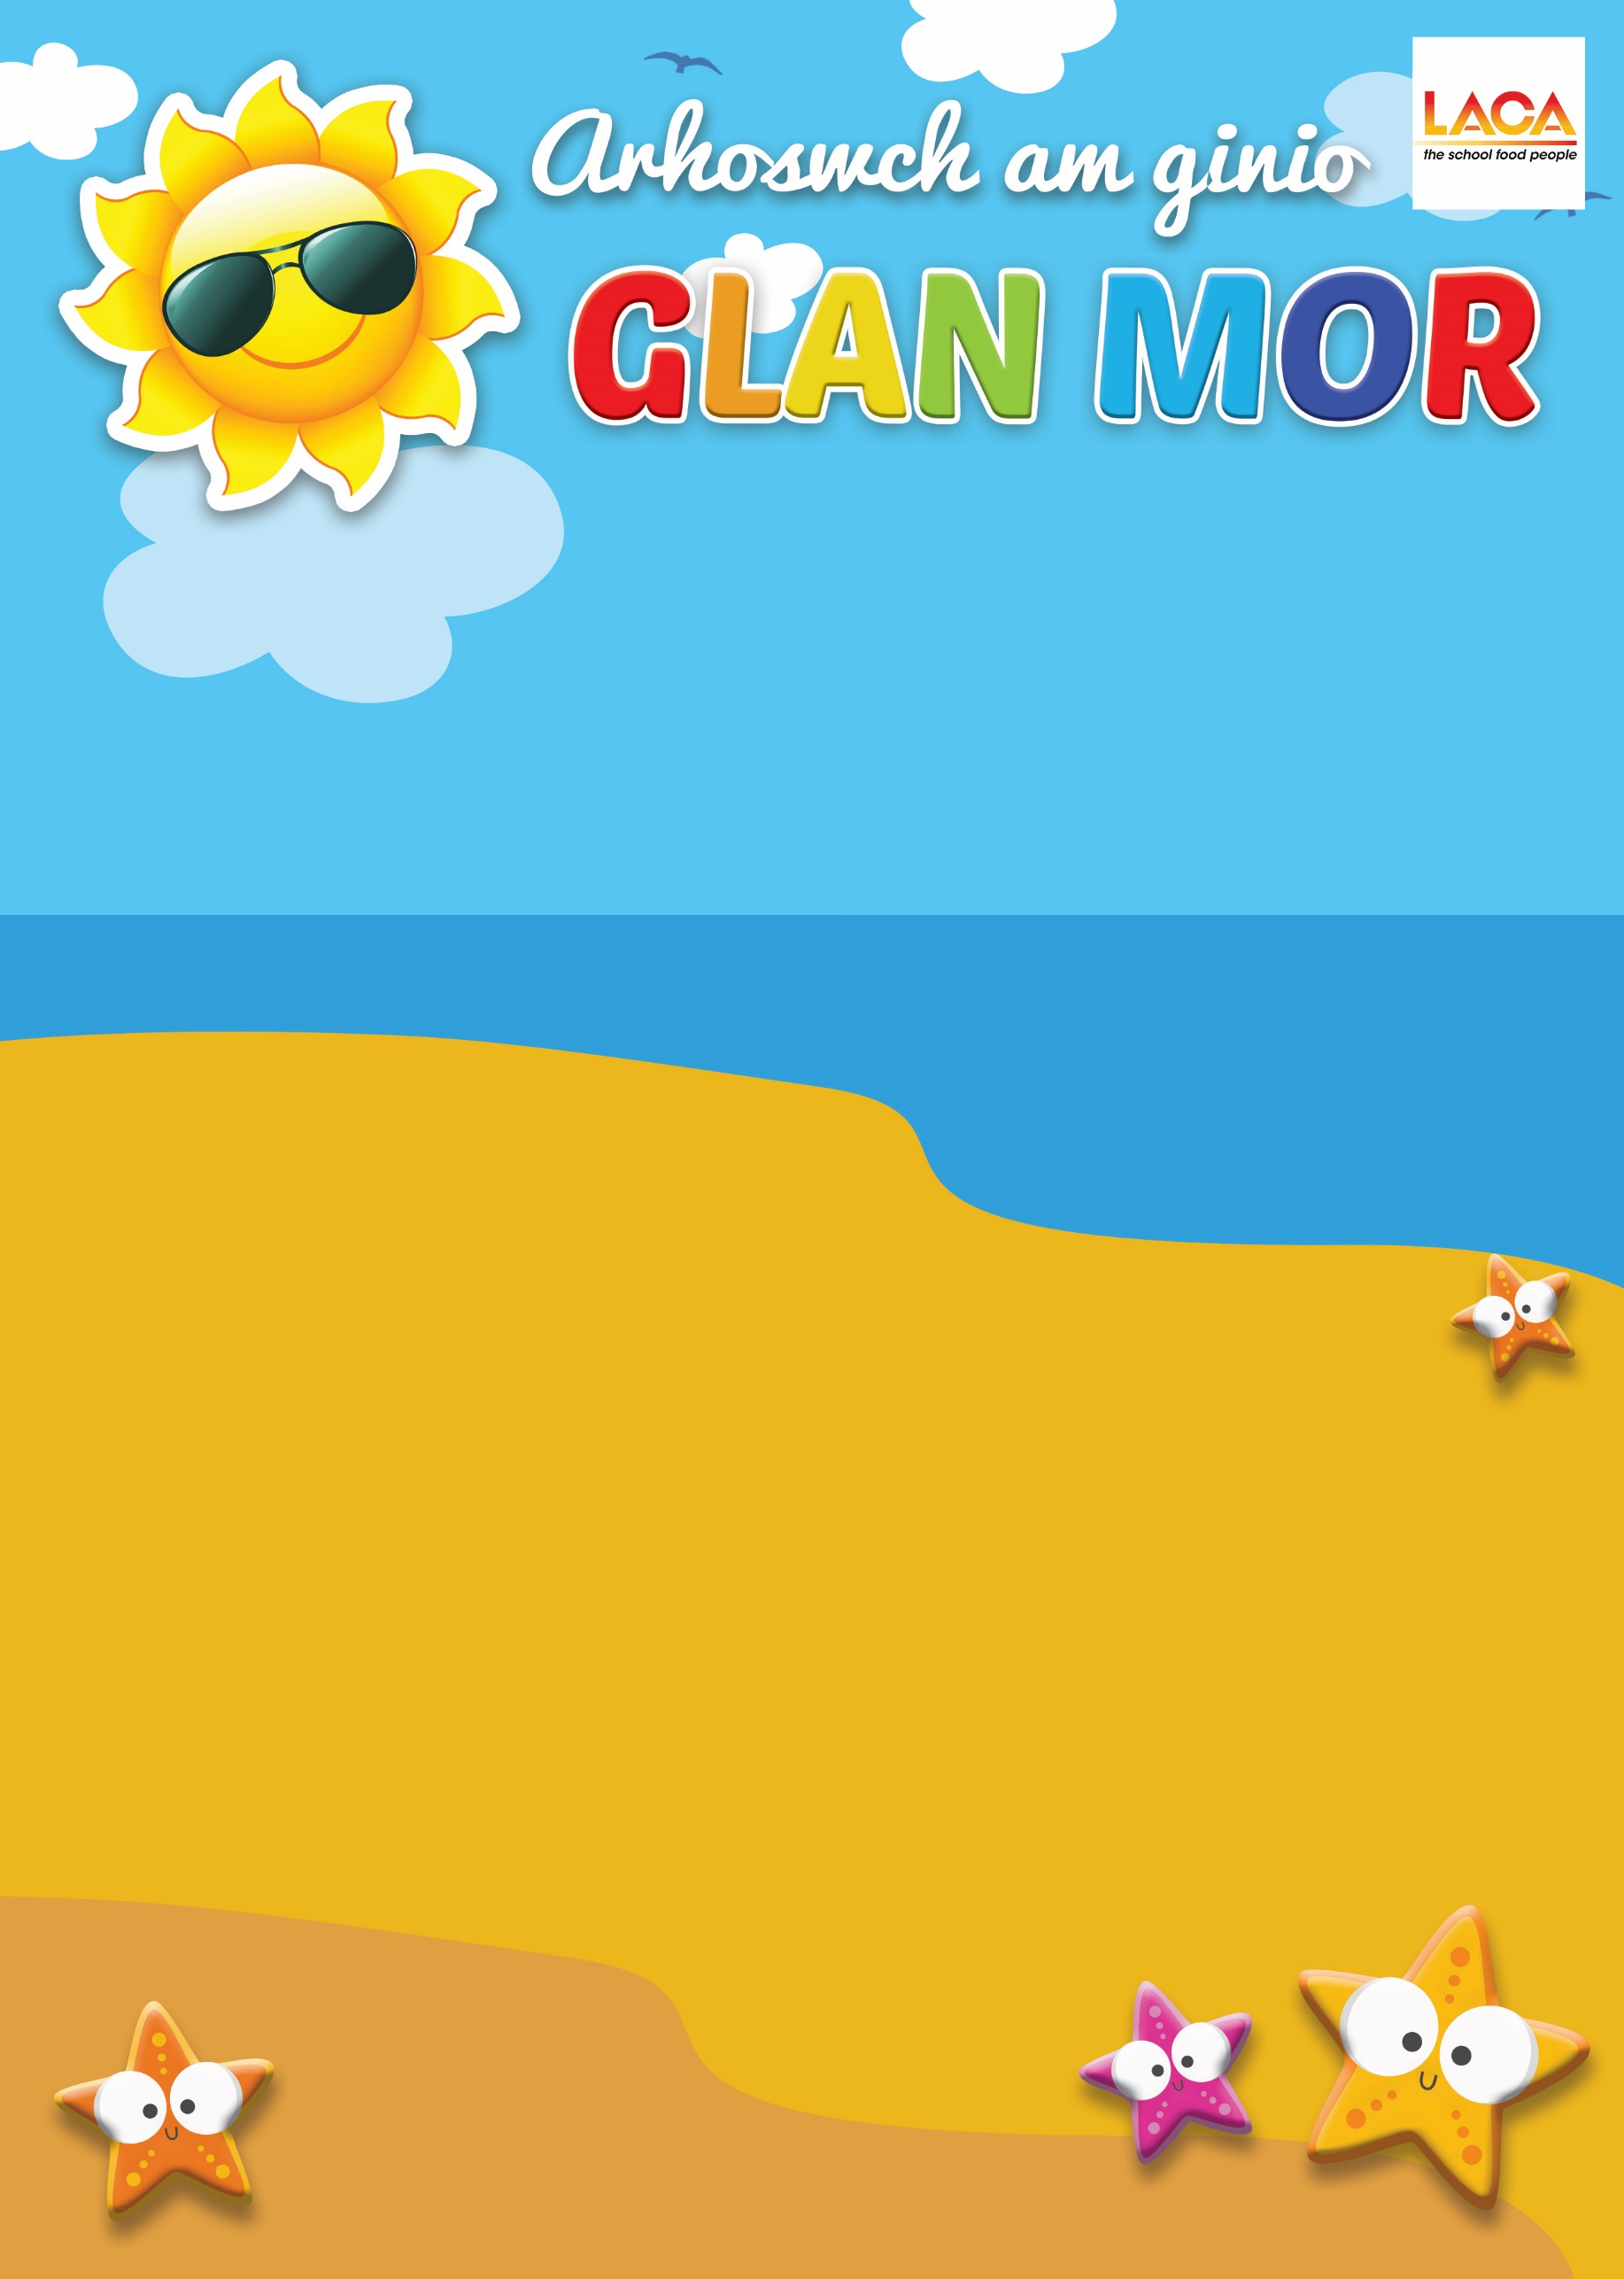 Arhoswch am ginio
GLAN MOR
LACA
the school food people